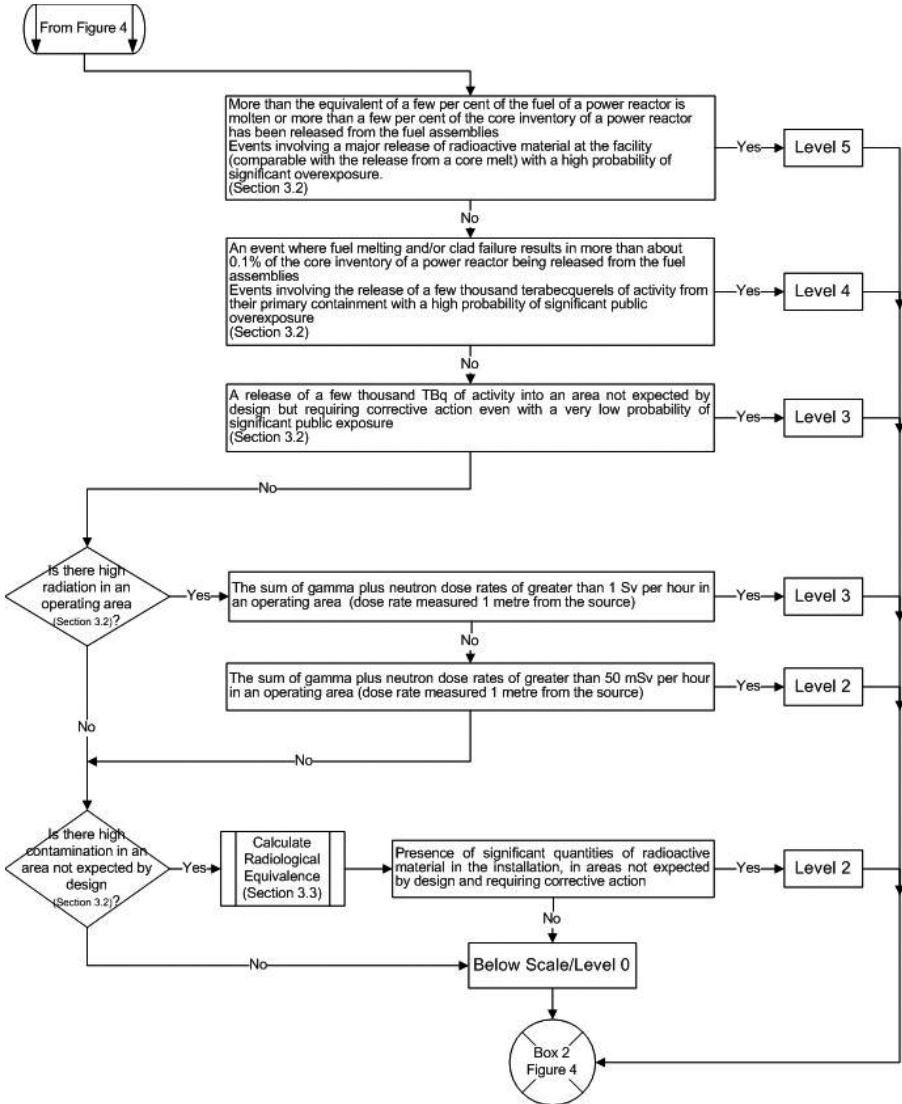 From Figure 4
More than the equivalent of a few per cent of the fuel of a power reactor is
molten or more than a few per cent of the core inventory of a power reactor
has been released from the fuel assemblies
Events involving a major release of radioactive material at the facility
(comparable with the release from a core melt) with a high probability of
significant overexposure.
(Section 3.2)
Yes
Level 5
No
An event where fuel melting and/or clad failure results in more than about
0.1% of the core inventory of a power reactor being released from the fuel
assemblies
Events involving the release of a few thousand terabecquerels of activity from
their primary containment with a high probability of significant public
overexposure
(Section 3.2)
Yes
Level 4
No
A release of a few thousand TBq of activity into an area not expected by
design but requiring corrective action even with a very low probability of
significant public exposure
(Section 3.2)
Yes
Level 3
No
Is there high
radiation in an
operating area
(Section 3.2)?
Yes
The sum of gamma plus neutron dose rates of greater than 1 Sv per hour in
an operating area (dose rate measured 1 metre from the source)
Yes
Level 3
No
The sum of gamma plus neutron dose rates of greater than 50 mSv per hour
in an operating area (dose rate measured 1 metre from the source)
Yes
Level 2
No
No
Is there high
contamination in an
area not expected by
design
(Section 3.2)?
Yes
Calculate
Radiological
Equivalence
(Section 3.3)
Presence of significant quantities of radioactive
material in the installation, in areas not expected
by design and requiring corrective action
Yes
Level 2
No
No
Below Scale/Level 0
Box 2
Figure 4